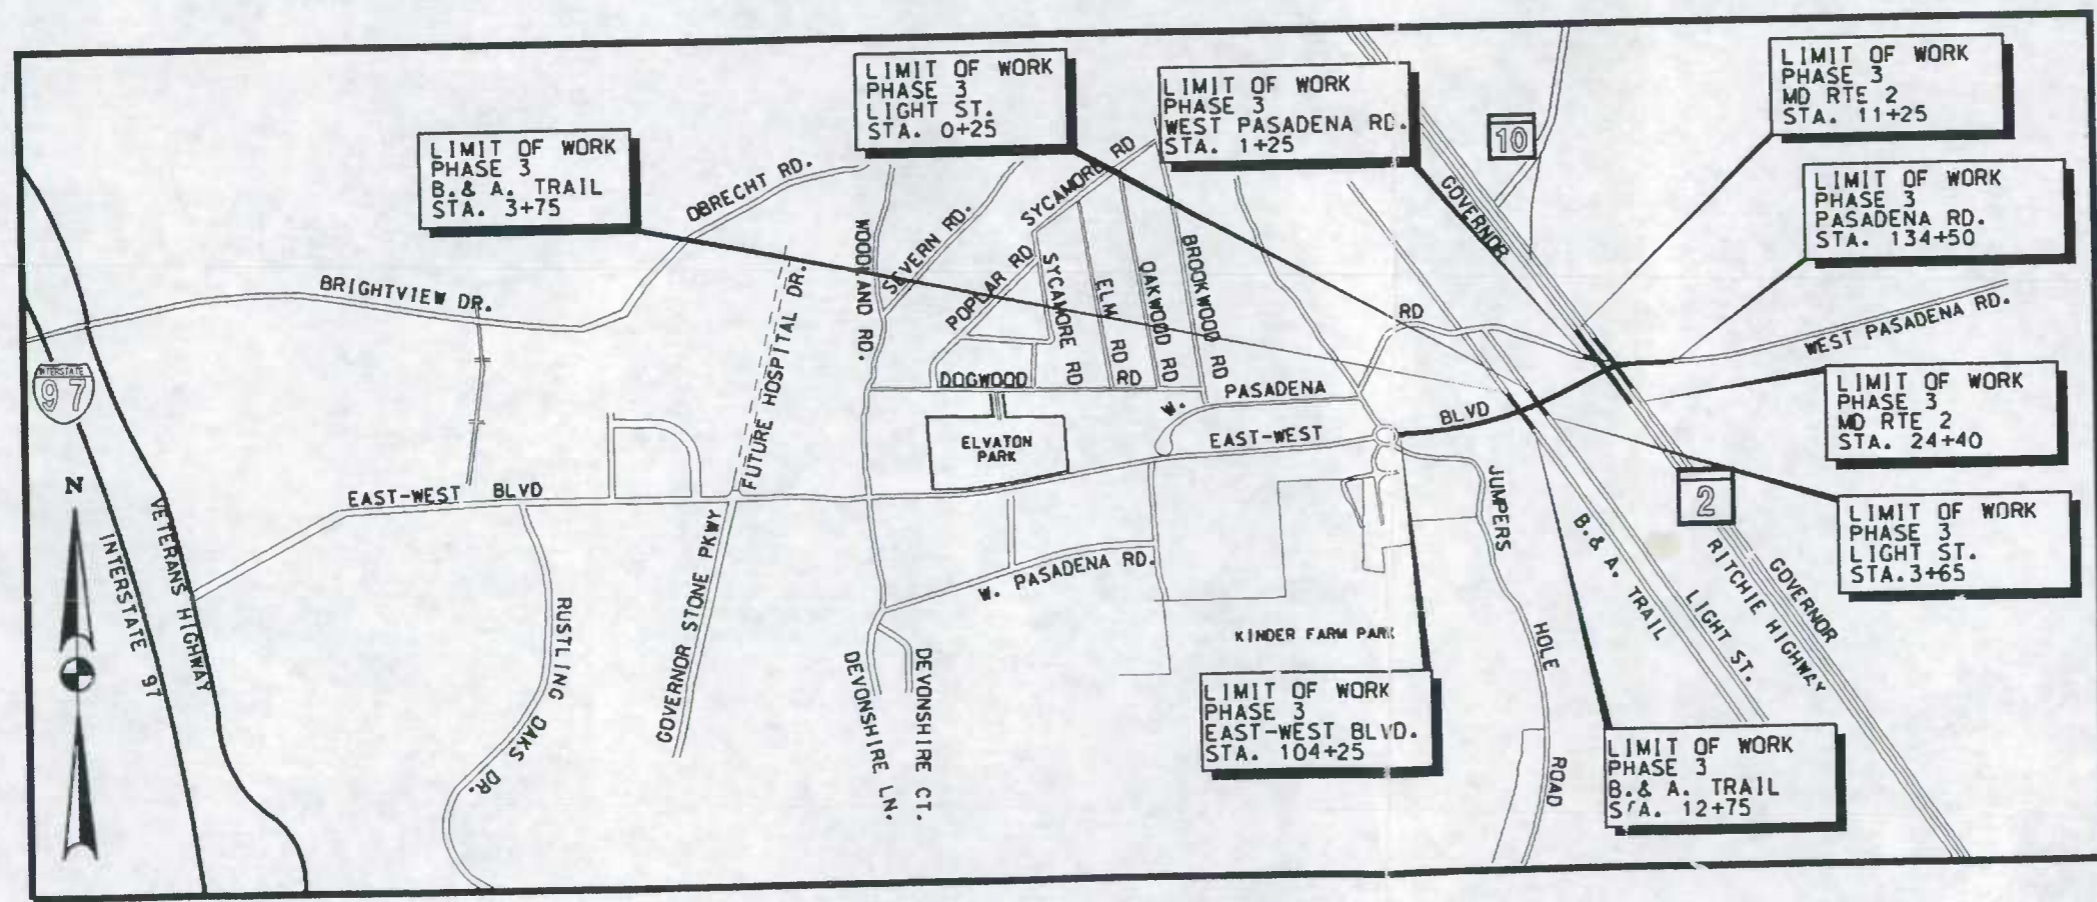 LIMIT OF WORK
PHASE 3
B.& A. TRAIL
STA. 3+75
LIMIT OF WORK
PHASE 3
LIGHT ST.
STA. 0+25
LIMIT OF WORK
PHASE 3
WEST PASADENA RD.
STA. 1+25
LIMIT OF WORK
PHASE 3
MD RTE 2
STA. 11+25
LIMIT OF WORK
PHASE 3
PASADENA RD.
STA. 134+50
LIMIT OF WORK
PHASE 3
MD RTE 2
STA. 24+40
LIMIT OF WORK
PHASE 3
LIGHT ST.
STA.3+65
LIMIT OF WORK
PHASE 3
EAST-WEST BLVD.
STA. 104+25
LIMIT OF WORK
PHASE 3
B.& A. TRAIL
STA. 12+75
10
GOVERNOR
OBRECHT RD.
BRIGHTVIEW DR.
FUTURE HOSPITAL DR.
WOODLAND RD.
SEVERN RD.
SYCAMORE RD
POPLAR RD
SYCAMORE RD
ELM RD
OAKWOOD RD
BROOKWOOD RD
DOGWOOD RD
W. PASADENA RD
WEST PASADENA RD.
INTERSTATE
97
N
ELVATON
PARK
EAST-WEST BLVD
EAST-WEST BLVD
2
VETERANS HIGHWAY
INTERSTATE 97
RUSTLING OAKS DR.
GOVERNOR STONE PKWY
W. PASADENA RD.
DEVONSHIRE LN.
DEVONSHIRE CT.
KINDER FARM PARK
JUMPERS HOLE ROAD
B.& A. TRAIL
LIGHT ST.
RITCHIE HIGHWAY
GOVERNOR